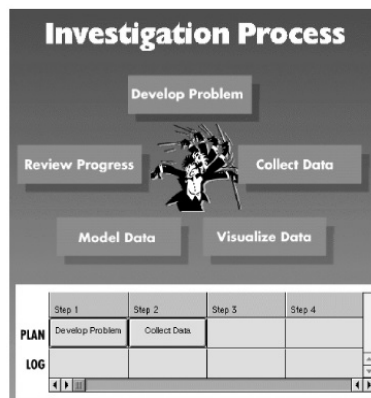 Investigation Process
Develop Problem
Review Progress
Collect Data
Model Data
Visualize Data
Step 1 Step 2 Step 3 Step 4
PLAN Develop Problem Collect Data
LOG